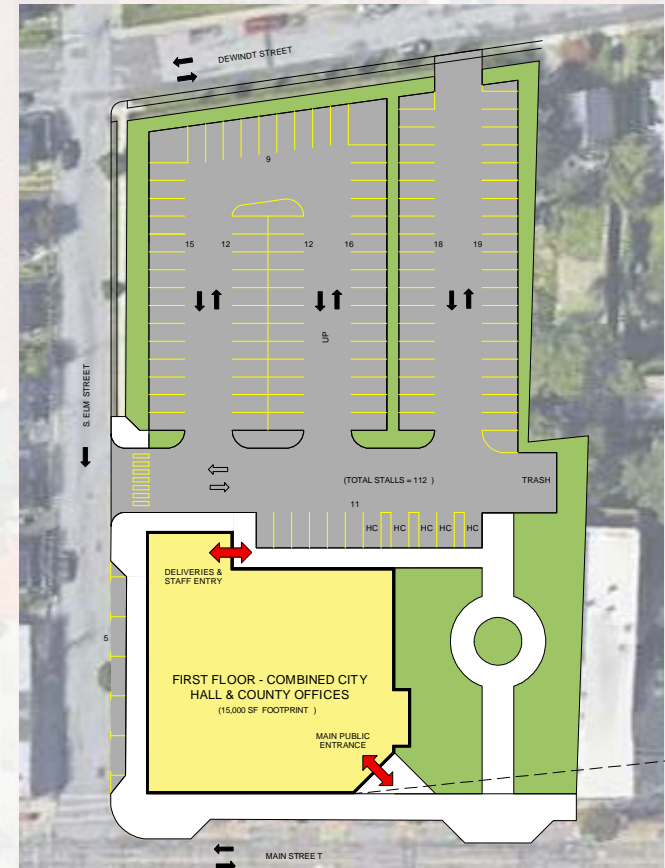 DEWINDT STREET
9
15
12
12
16
18
19
UP
S. ELM STREET
(TOTAL STALLS = 112 )
TRASH
11
HC
HC
HC
HC
HC
DELIVERIES &
STAFF ENTRY
5
FIRST FLOOR - COMBINED CITY
HALL & COUNTY OFFICES
(15,000 SF FOOTPRINT )
MAIN PUBLIC
ENTRANCE
MAIN STREET